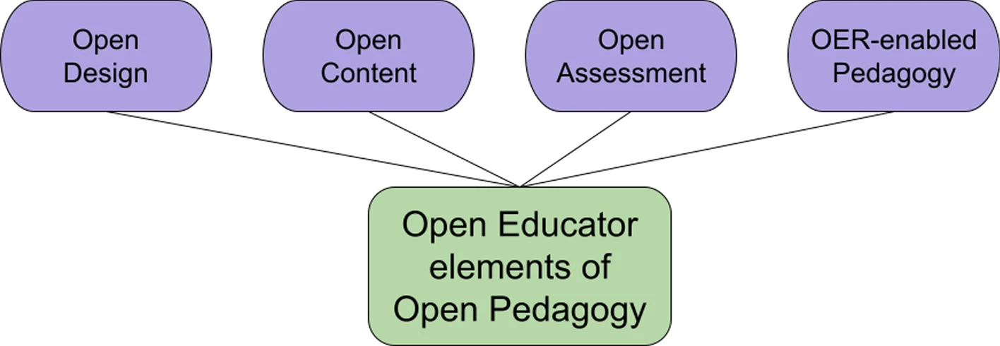 Open
Design
Open
Content
Open
Assessment
OER-enabled
Pedagogy
Open Educator
elements of
Open Pedagogy